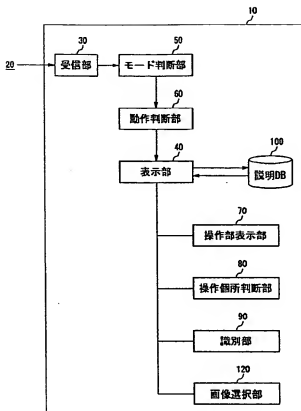 10
30
50
20
受信部
モード判断部
60
動作判断部
40
100
表示部
説明DB
70
操作部表示部
80
操作個所判断部
90
識別部
120
画像選択部